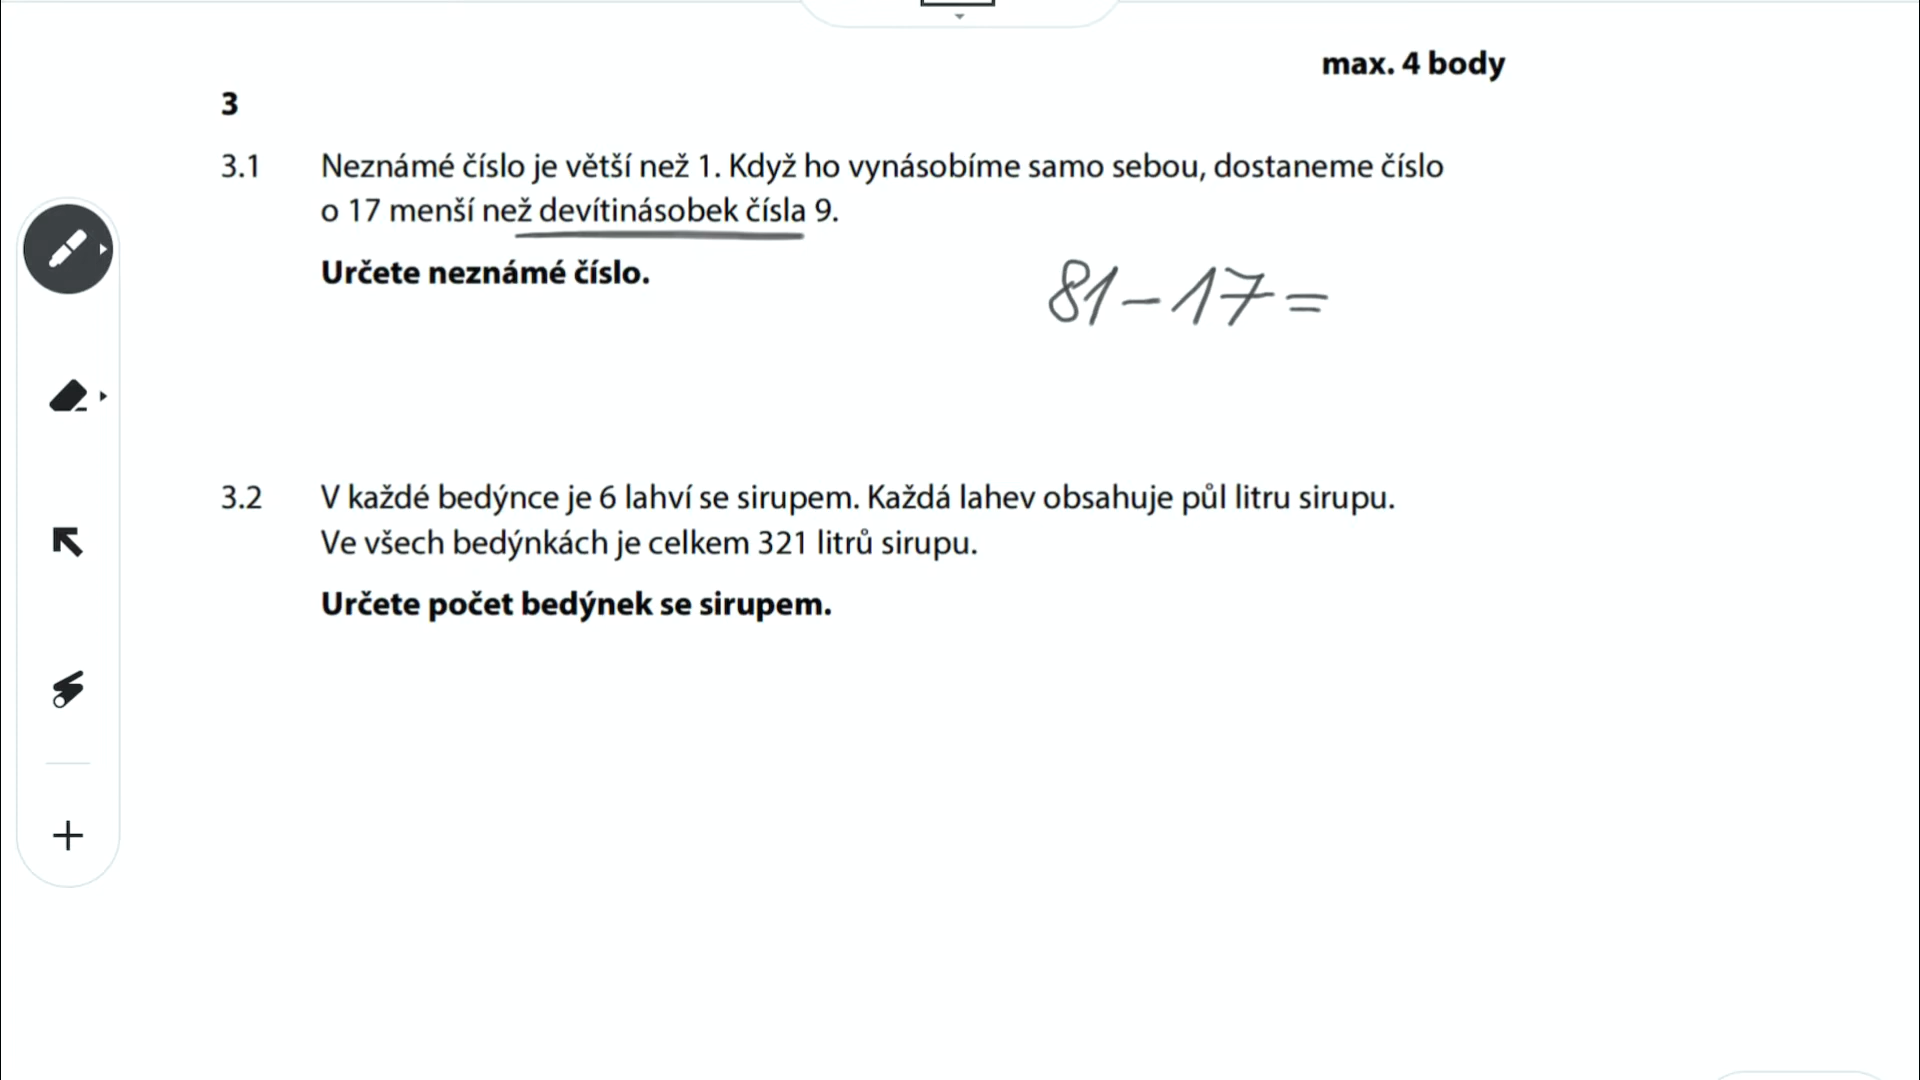 max. 4 body
3
3.1 Neznámé číslo je větší než 1. Když ho vynásobíme samo sebou, dostaneme číslo
o 17 menší než devítinásobek čísla 9.
Určete neznámé číslo.
81-17=
3.2 V každé bedýnce je 6 lahví se sirupem. Každá lahev obsahuje půl litru sirupu.
Ve všech bedýnkách je celkem 321 litrů sirupu.
Určete počet bedýnek se sirupem.